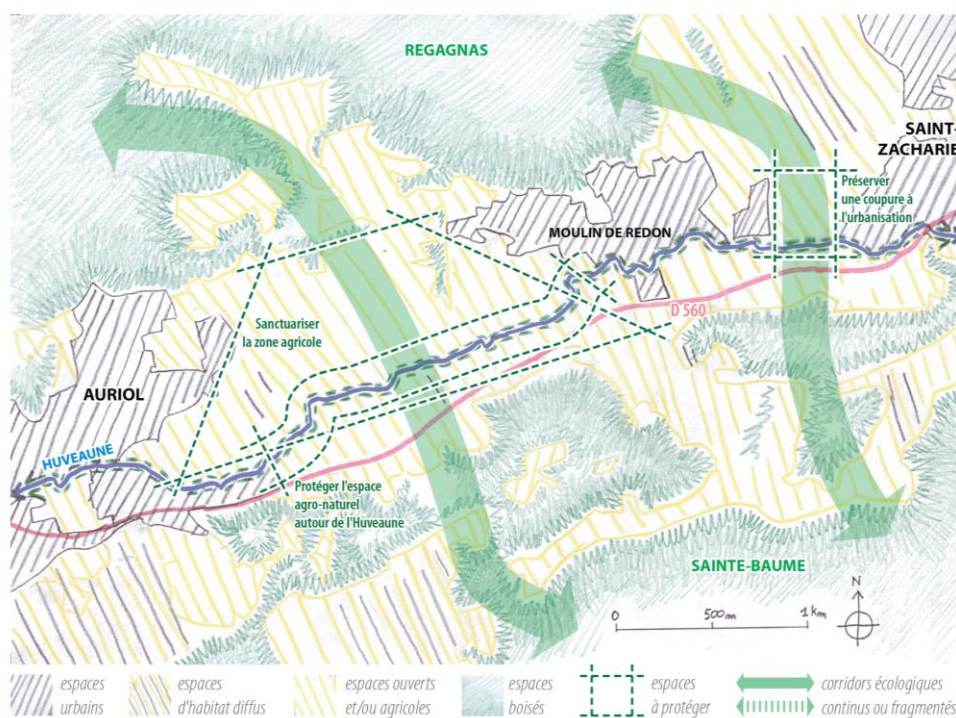 REGAGNAS
SAINT-
ZACHARIE
Préserver
une coupure à
l'urbanisation
MOULIN DE REDON
D 560
Sanctuariser
la zone agricole
AURIOL
HUVEAUNE
Protéger l'espace
agro-naturel
autour de l'Huveaune
SAINTE-BAUME
N
0 500m 1 km
espaces
urbains
espaces
d'habitat diffus
espaces ouverts
et/ou agricoles
espaces
boisés
espaces
à protéger
corridors écologiques
continus ou fragmentés